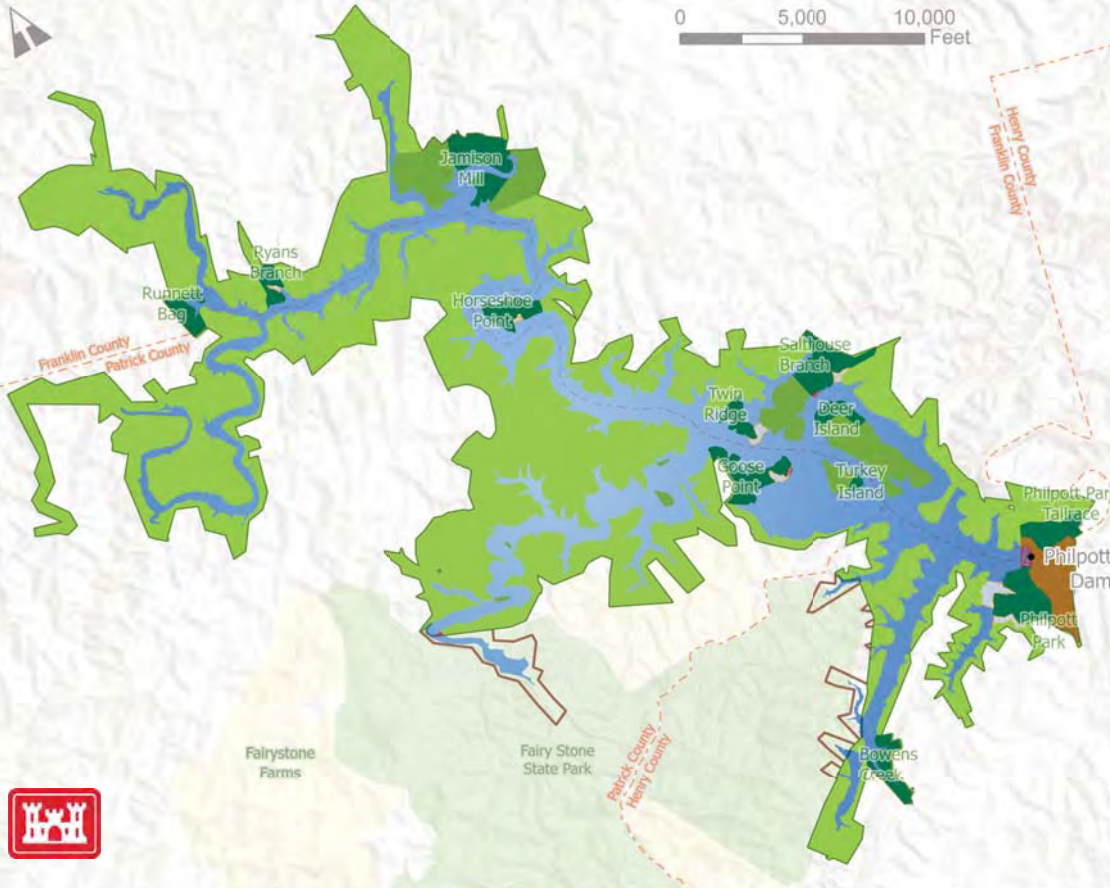 0 5,000 10,000
Feet
Henry County
Franklin County
Jamison
Mill
Ryans
Branch
Runnett
Bag
Horseshoe
Point
Franklin County
Patrick County
Salthouse
Branch
Twin
Ridge
Deer
Island
Goose
Point
Turkey
Island
Philpott Par
Tailrace
Philpott
Dam
Philpott
Park
Fairystone
Farms
Fairy Stone
State Park
Patrick County
Henry County
Bowens
Creek